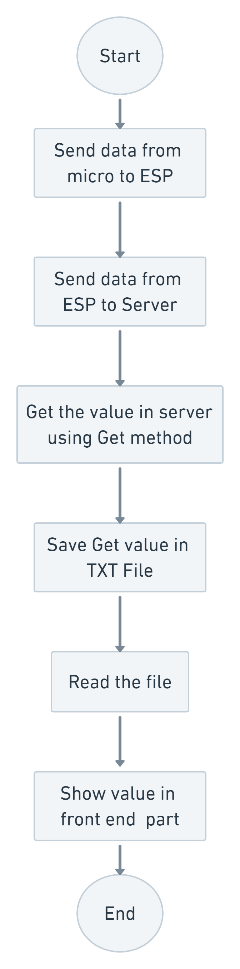 Start
Send data from
micro to ESP
Send data from
ESP to Server
Get the value in server
using Get method
Save Get value in
TXT File
Read the file
Show value in
front end  part
End